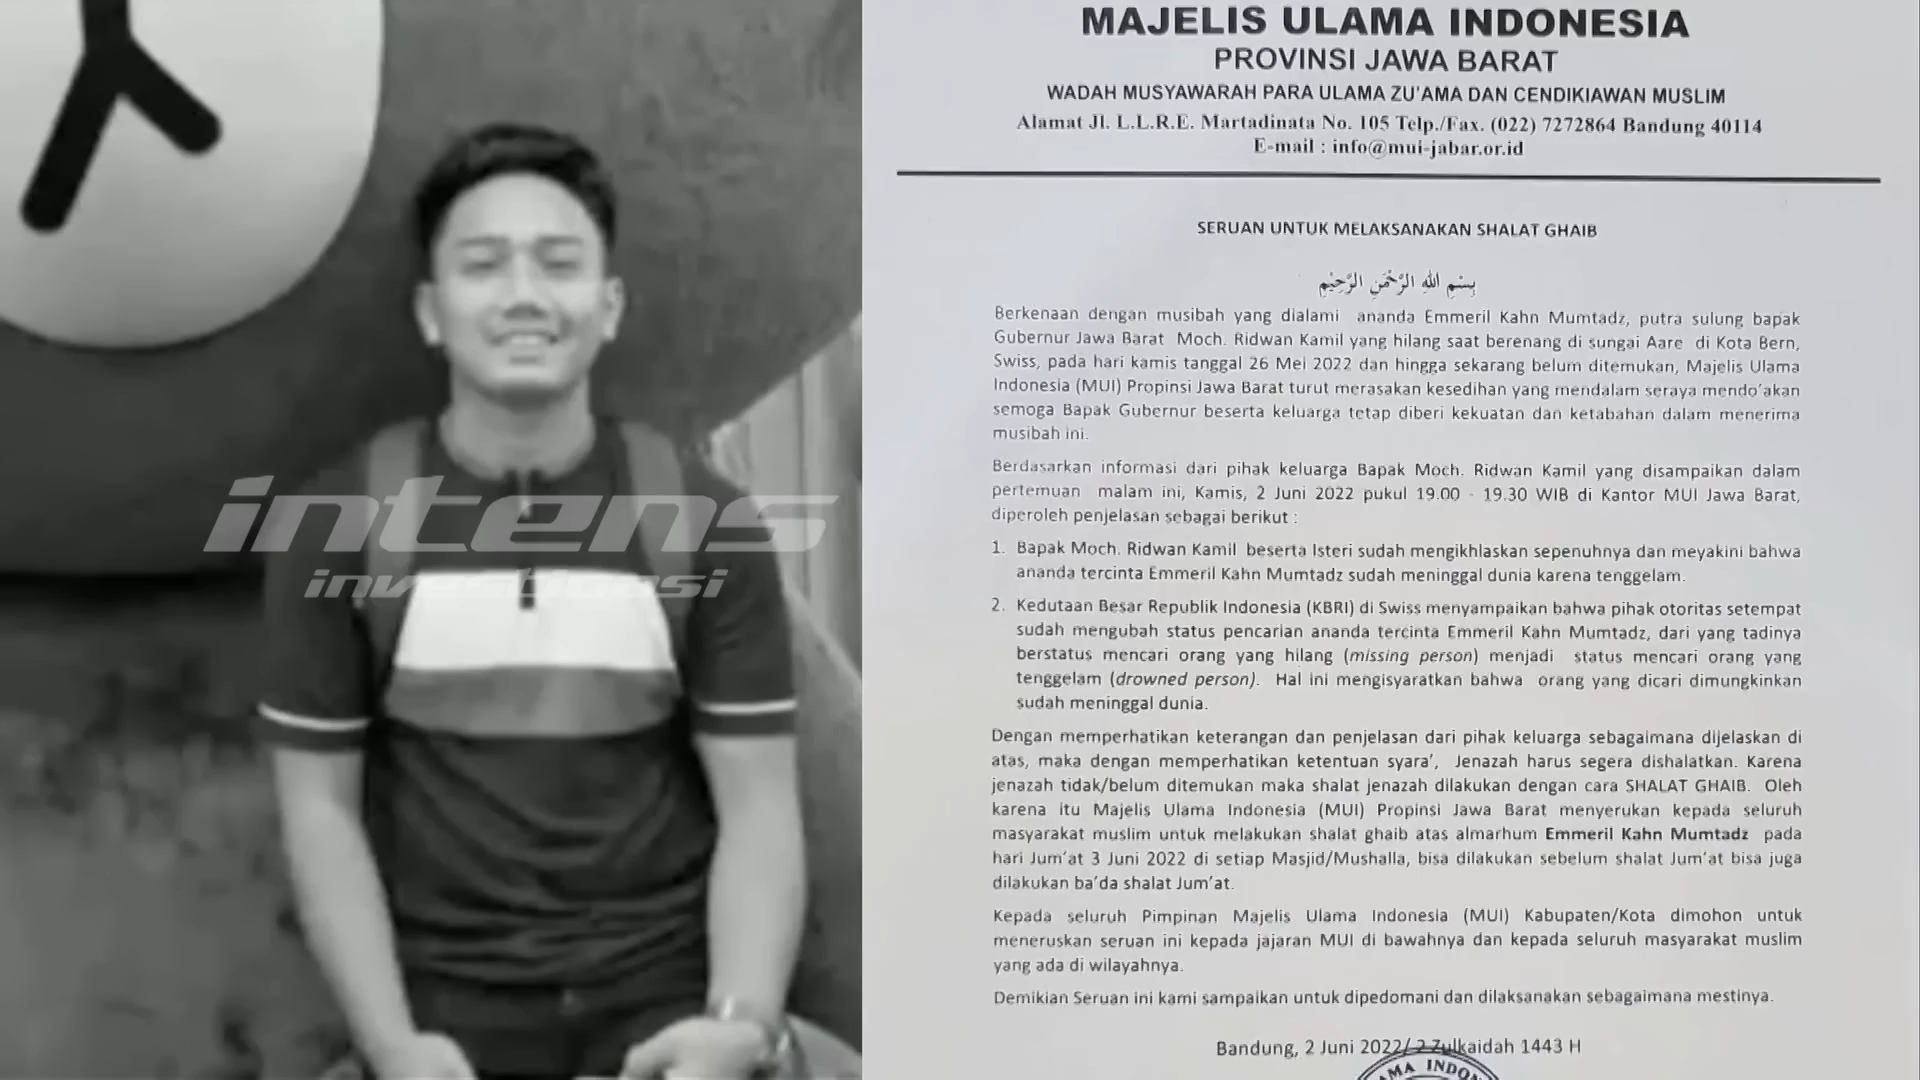 intens
investigasi
MAJELIS ULAMA INDONESIA
PROVINSI JAWA BARAT
WADAH MUSYAWARAH PARA ULAMA ZU'AMA DAN CENDIKIAWAN MUSLIM
Alamat Jl. L.L.R.E. Martadinata No. 105 Telp./Fax. (022) 7272864 Bandung 40114
E-mail : info@mui-jabar.or.id
SERUAN UNTUK MELAKSANAKAN SHALAT GHAIB
بِسْمِ اللهِ الرَّحْمَنِ الرَّحِيْمِ
Berkenaan dengan musibah yang dialami ananda Emmeril Kahn Mumtadz, putra sulung bapak
Gubernur Jawa Barat Moch. Ridwan Kamil yang hilang saat berenang di sungai Aare di Kota Bern,
Swiss, pada hari kamis tanggal 26 Mei 2022 dan hingga sekarang belum ditemukan, Majelis Ulama
Indonesia (MUI) Propinsi Jawa Barat turut merasakan kesedihan yang mendalam seraya mendo'akan
semoga Bapak Gubernur beserta keluarga tetap diberi kekuatan dan ketabahan dalam menerima
musibah ini.
Berdasarkan informasi dari pihak keluarga Bapak Moch. Ridwan Kamil yang disampaikan dalam
pertemuan malam ini, Kamis, 2 Juni 2022 pukul 19.00 - 19.30 WIB di Kantor MUI Jawa Barat,
diperoleh penjelasan sebagai berikut :
1. Bapak Moch. Ridwan Kamil beserta Isteri sudah mengikhlaskan sepenuhnya dan meyakini bahwa
ananda tercinta Emmeril Kahn Mumtadz sudah meninggal dunia karena tenggelam.
2. Kedutaan Besar Republik Indonesia (KBRI) di Swiss menyampaikan bahwa pihak otoritas setempat
sudah mengubah status pencarian ananda tercinta Emmeril Kahn Mumtadz, dari yang tadinya
berstatus mencari orang yang hilang (missing person) menjadi status mencari orang yang
tenggelam (drowned person). Hal ini mengisyaratkan bahwa orang yang dicari dimungkinkan
sudah meninggal dunia.
Dengan memperhatikan keterangan dan penjelasan dari pihak keluarga sebagaimana dijelaskan di
atas, maka dengan memperhatikan ketentuan syara', Jenazah harus segera dishalatkan. Karena
jenazah tidak/belum ditemukan maka shalat jenazah dilakukan dengan cara SHALAT GHAIB. Oleh
karena itu Majelis Ulama Indonesia (MUI) Propinsi Jawa Barat menyerukan kepada seluruh
masyarakat muslim untuk melakukan shalat ghaib atas almarhum Emmeril Kahn Mumtadz pada
hari Jum'at 3 Juni 2022 di setiap Masjid/Mushalla, bisa dilakukan sebelum shalat Jum'at bisa juga
dilakukan ba'da shalat Jum'at.
Kepada seluruh Pimpinan Majelis Ulama Indonesia (MUI) Kabupaten/Kota dimohon untuk
meneruskan seruan ini kepada jajaran MUI di bawahnya dan kepada seluruh masyarakat muslim
yang ada di wilayahnya.
Demikian Seruan ini kami sampaikan untuk dipedomani dan dilaksanakan sebagaimana mestinya.
Bandung, 2 Juni 2022/ 2 Zulkaidah 1443 H